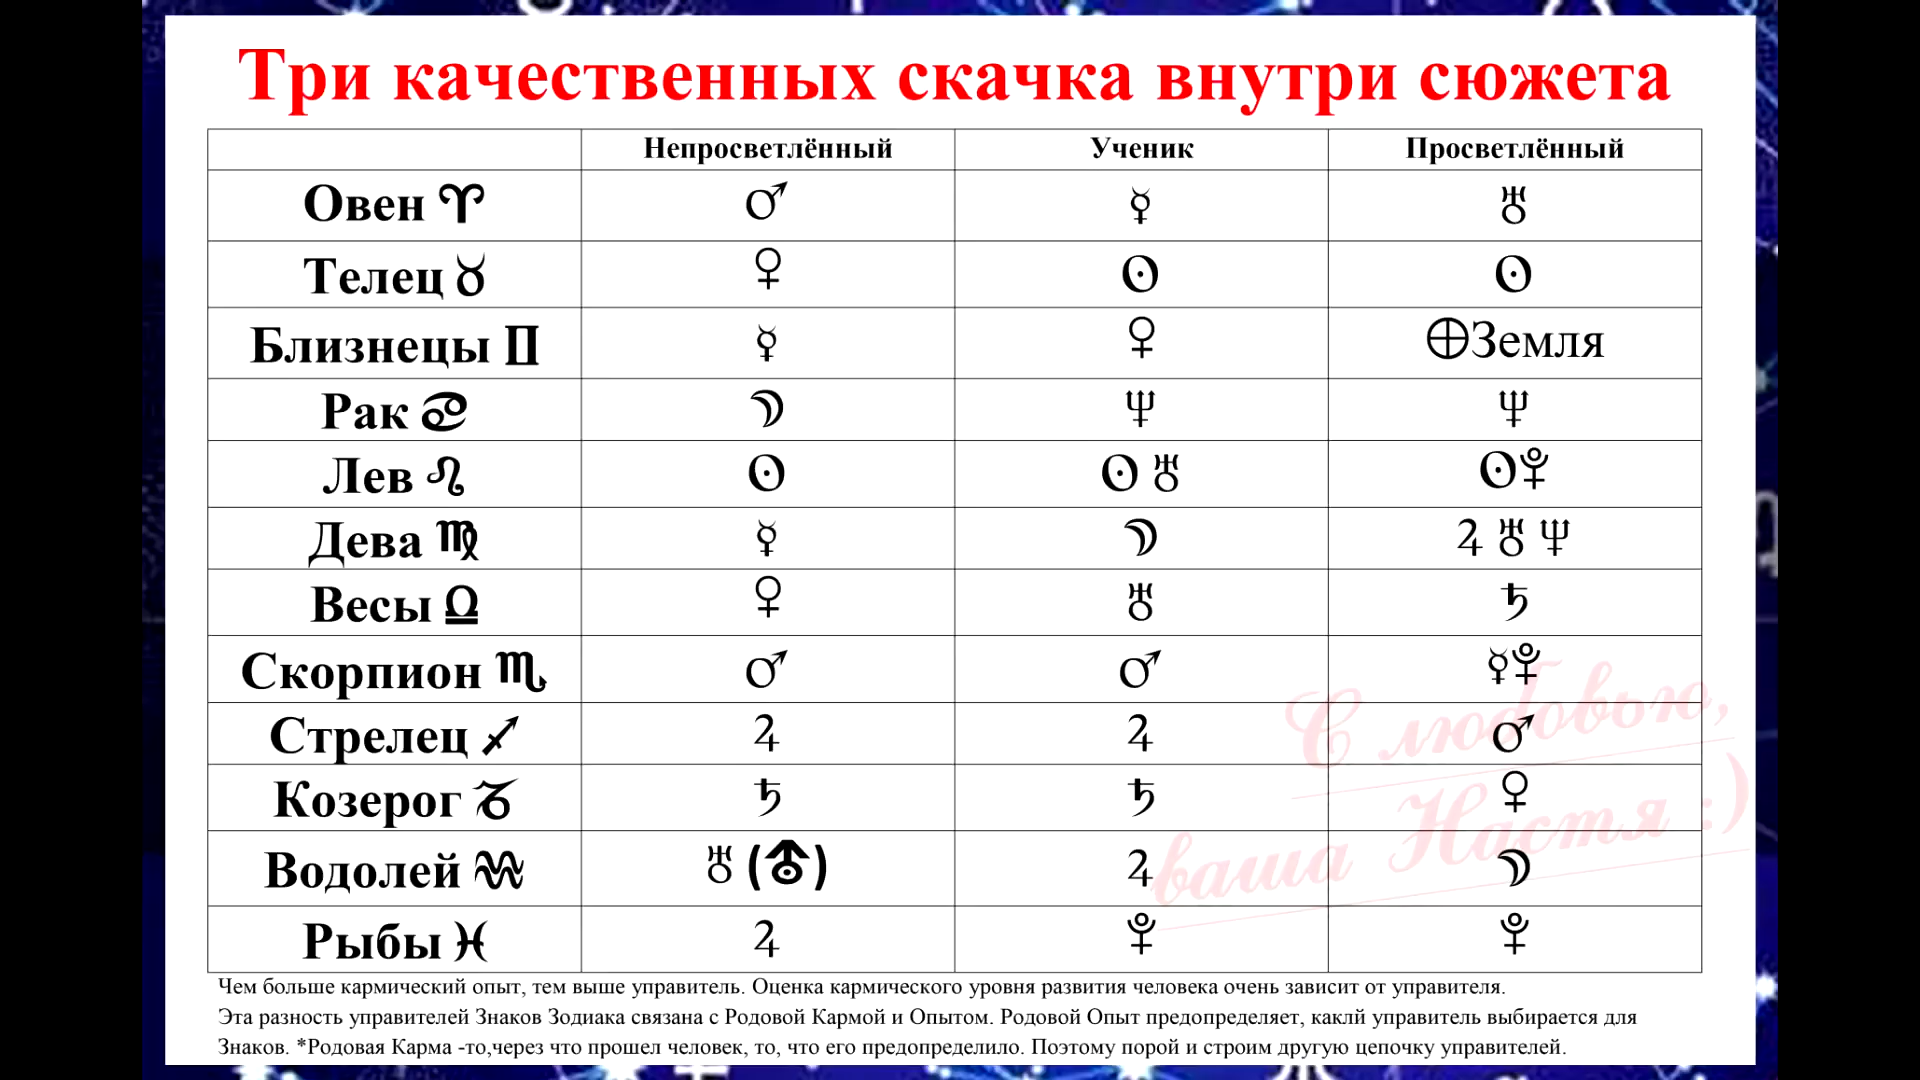 Три качественных скачка внутри сюжета
Непросветлённый Ученик Просветлённый
Овен ♈ ♂ ☿ ♅
Телец ♉ ♀ ☉ ☉
Близнецы ♊ ☿ ♀ ⊕Земля
Рак ♋ ☽ ♆ ♆
Лев ♌ ☉ ☉ ♅ ☉♇
Дева ♍ ☿ ☽ ♃ ♅ ♆
Весы ♎ ♀ ♅ ♄
Скорпион ♏ ♂ ♂ ☿♇
Стрелец ♐ ♃ ♃ ♂
Козерог ♑ ♄ ♄ ♀
Водолей ♒ ♅ (⛢) ♃ ☽
Рыбы ♓ ♃ ♇ ♇
С любовью,
ваша Настя :)
Чем больше кармический опыт, тем выше управитель. Оценка кармического уровня развития человека очень зависит от управителя.
Эта разность управителей Знаков Зодиака связана с Родовой Кармой и Опытом. Родовой Опыт предопределяет, каклй управитель выбирается для
Знаков. *Родовая Карма -то,через что прошел человек, то, что его предопределило. Поэтому порой и строим другую цепочку управителей.